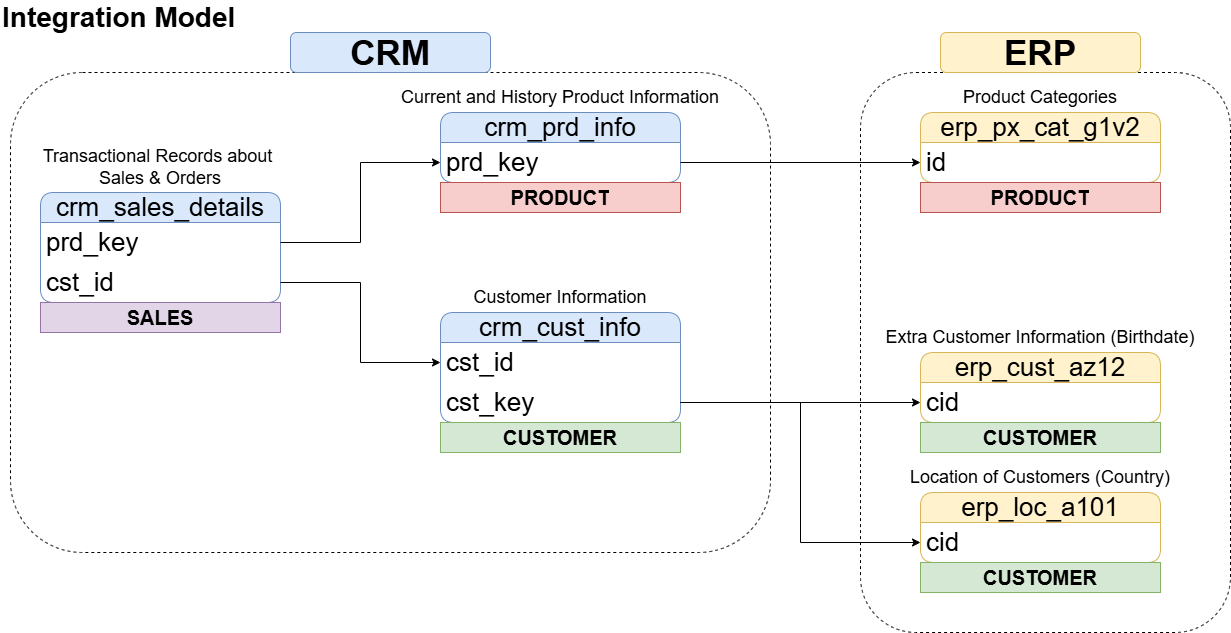 Integration Model
CRM
ERP
Current and History Product Information
crm_prd_info
prd_key
PRODUCT
Product Categories
erp_px_cat_g1v2
id
PRODUCT
Transactional Records about
Sales & Orders
crm_sales_details
prd_key
cst_id
SALES
Customer Information
crm_cust_info
cst_id
cst_key
CUSTOMER
Extra Customer Information (Birthdate)
erp_cust_az12
cid
CUSTOMER
Location of Customers (Country)
erp_loc_a101
cid
CUSTOMER